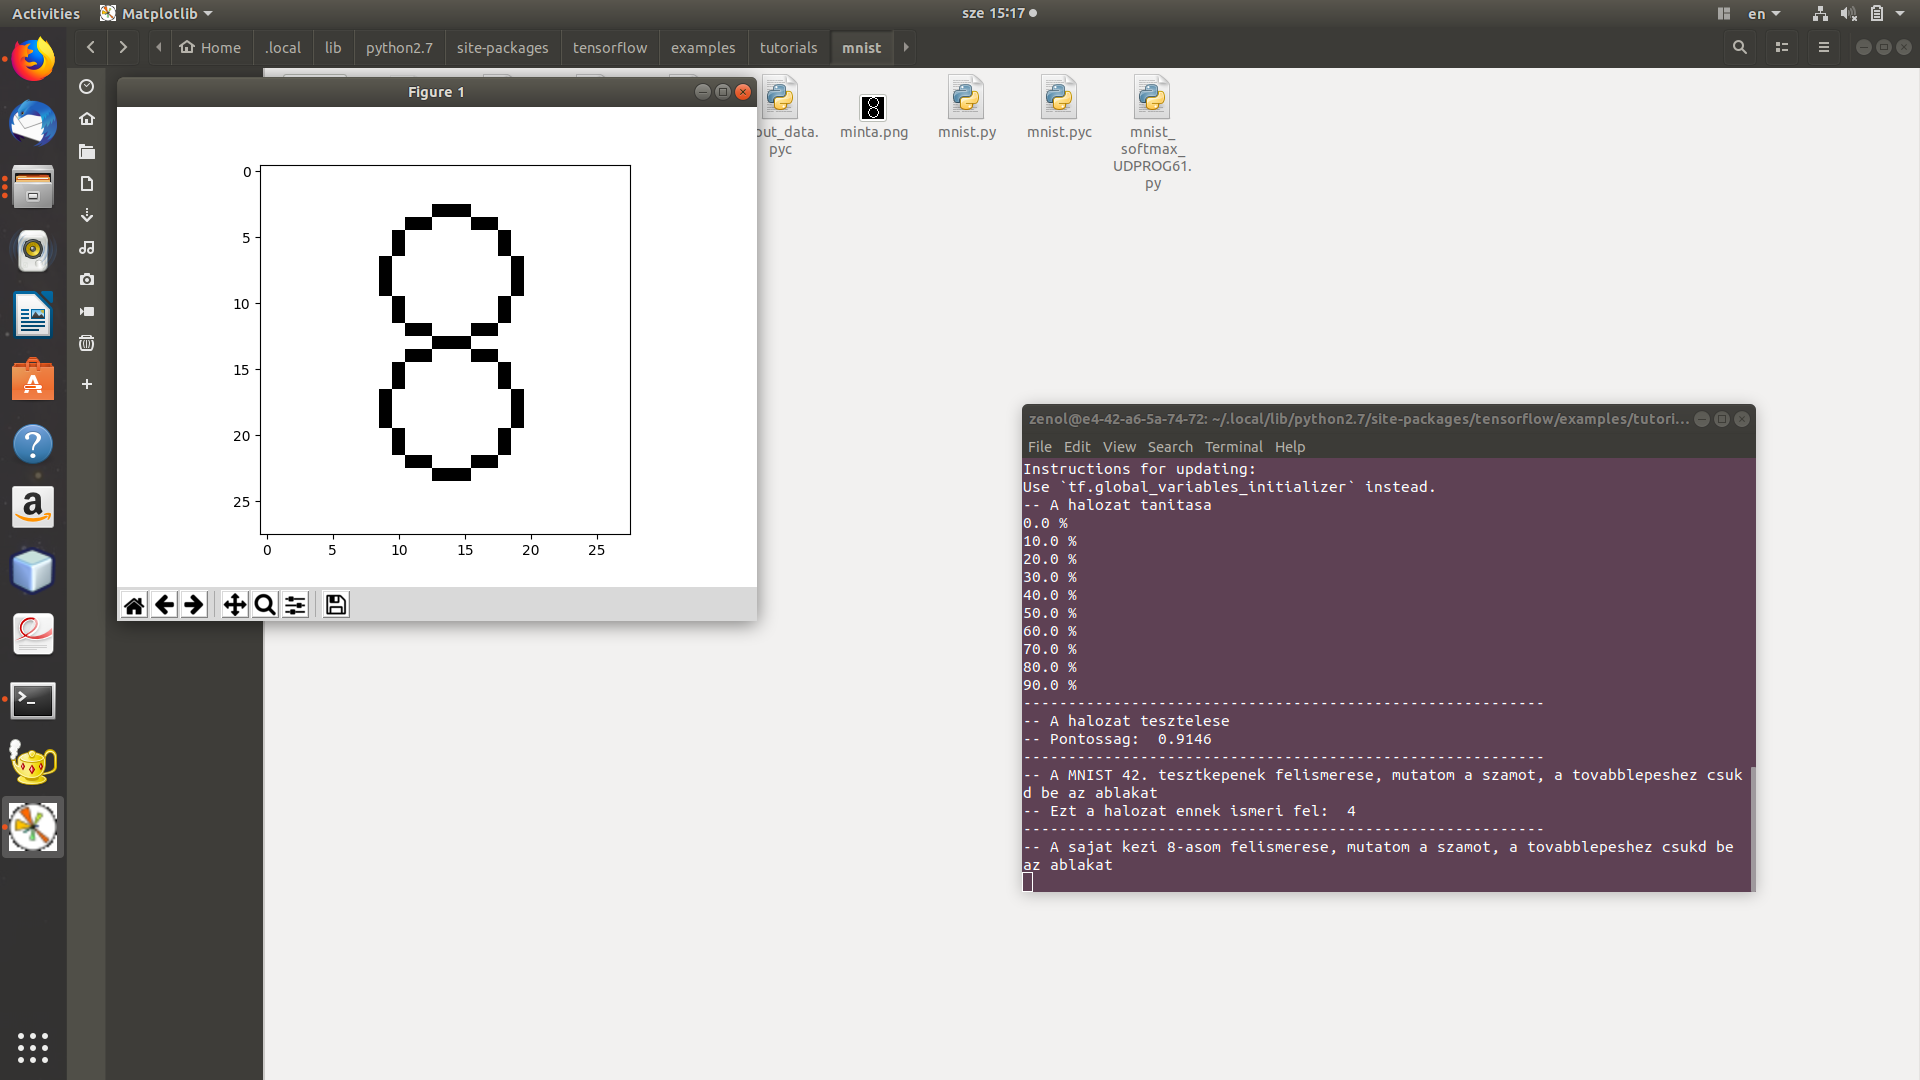 Activities
Matplotlib
sze 15:17
en
Home
.local
lib
python2.7
site-packages
tensorflow
examples
tutorials
mnist
Figure 1
0
5
10
15
20
25
0
5
10
15
20
25
out_data.
pyc
minta.png
mnist.py
mnist.pyc
mnist_
softmax_
UDPROG61.
py
zenol@e4-42-a6-5a-74-72: ~/.local/lib/python2.7/site-packages/tensorflow/examples/tutori...
File Edit View Search Terminal Help
Instructions for updating:
Use `tf.global_variables_initializer` instead.
-- A halozat tanitasa
0.0 %
10.0 %
20.0 %
30.0 %
40.0 %
50.0 %
60.0 %
70.0 %
80.0 %
90.0 %
----------------------------------------------------------
-- A halozat tesztelese
-- Pontossag:  0.9146
----------------------------------------------------------
-- A MNIST 42. tesztkepenek felismerese, mutatom a szamot, a tovabblepeshez csuk
d be az ablakat
-- Ezt a halozat ennek ismeri fel:  4
----------------------------------------------------------
-- A sajat kezi 8-asom felismerese, mutatom a szamot, a tovabblepeshez csukd be
az ablakat